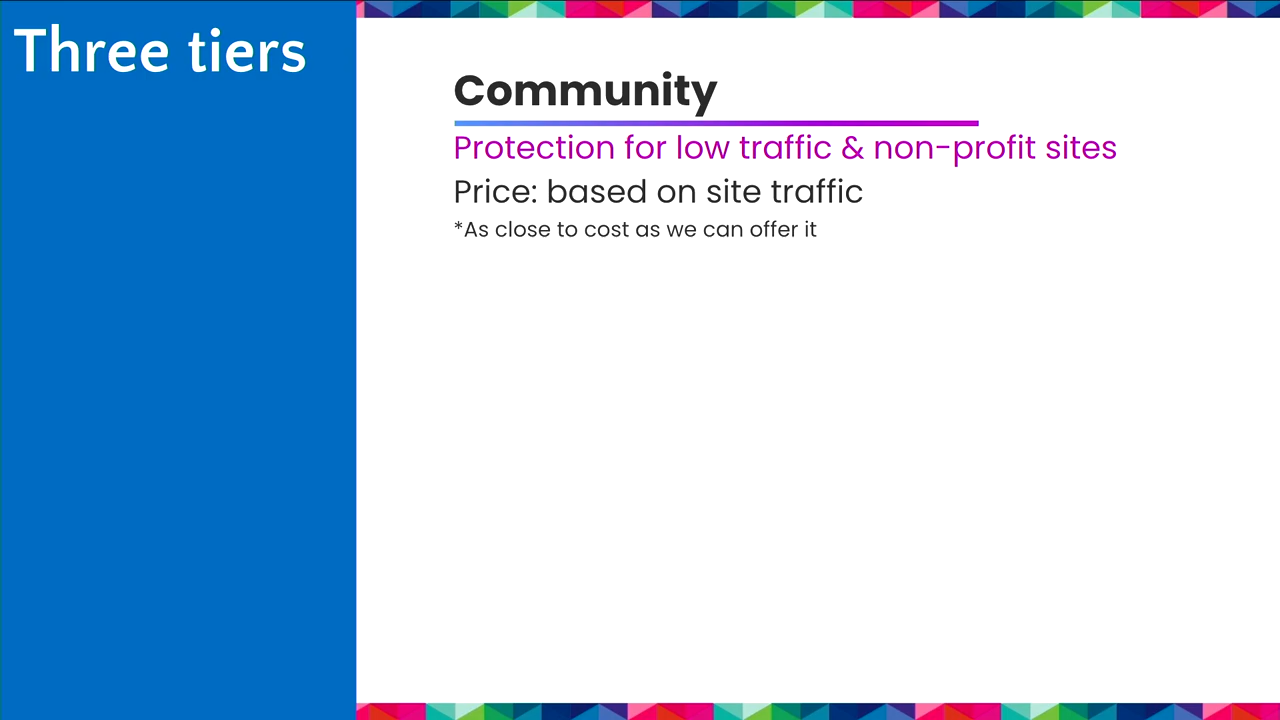 Three tiers
Community
Protection for low traffic & non-profit sites
Price: based on site traffic
*As close to cost as we can offer it